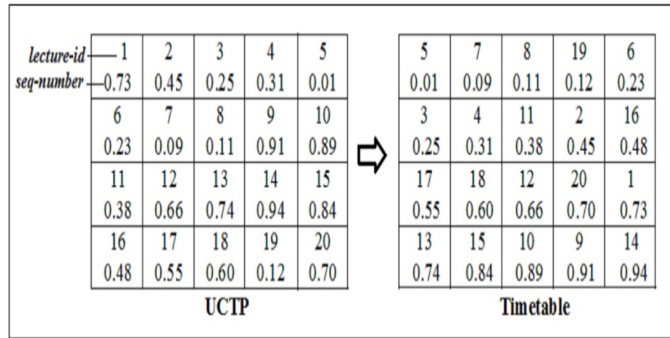 lecture-id 1 2 3 4 5 5 7 8 19 6
seq-number 0.73 0.45 0.25 0.31 0.01 0.01 0.09 0.11 0.12 0.23
6 7 8 9 10 3 4 11 2 16
0.23 0.09 0.11 0.91 0.89 0.25 0.31 0.38 0.45 0.48
11 12 13 14 15 17 18 12 20 1
0.38 0.66 0.74 0.94 0.84 0.55 0.60 0.66 0.70 0.73
16 17 18 19 20 13 15 10 9 14
0.48 0.55 0.60 0.12 0.70 0.74 0.84 0.89 0.91 0.94
UCTP Timetable